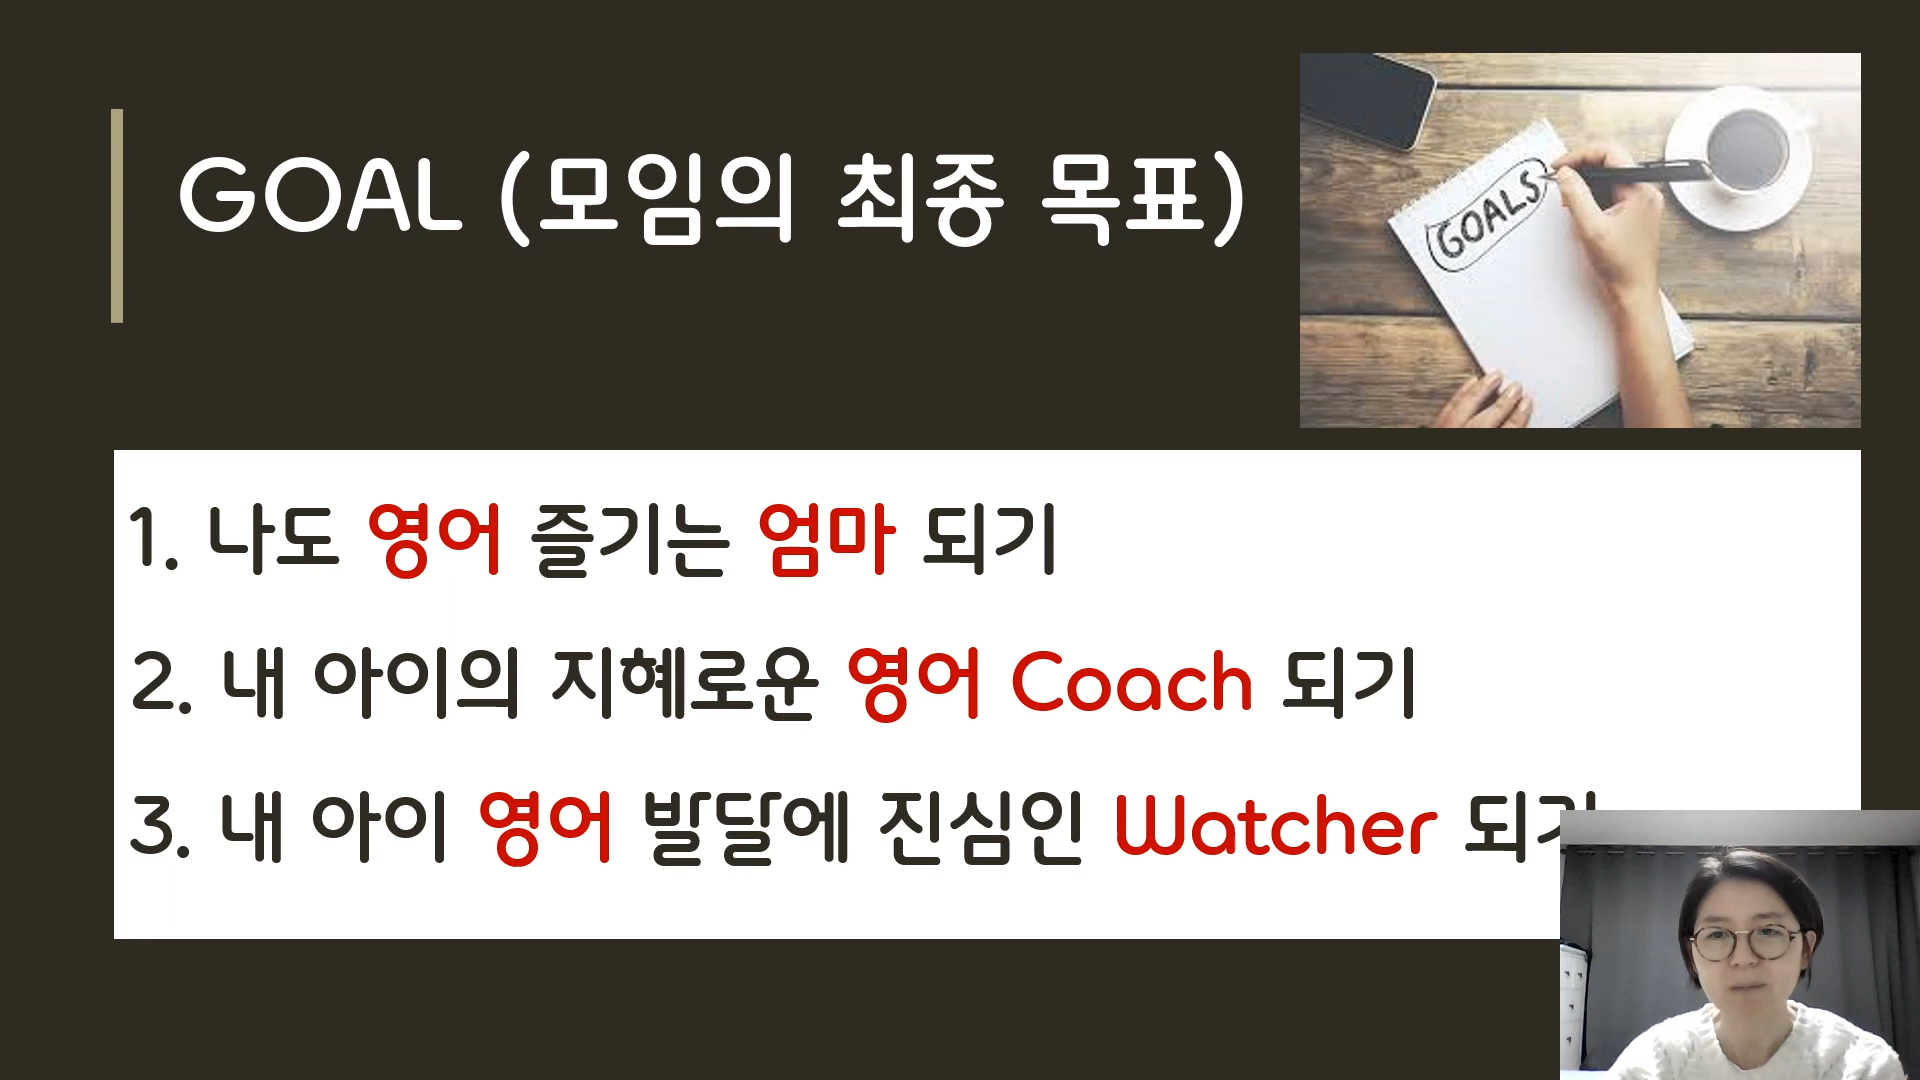 GOAL (모임의 최종 목표)
GOALS
1. 나도 영어 즐기는 엄마 되기
2. 내 아이의 지혜로운 영어 Coach 되기
3. 내 아이 영어 발달에 진심인 Watcher 되기